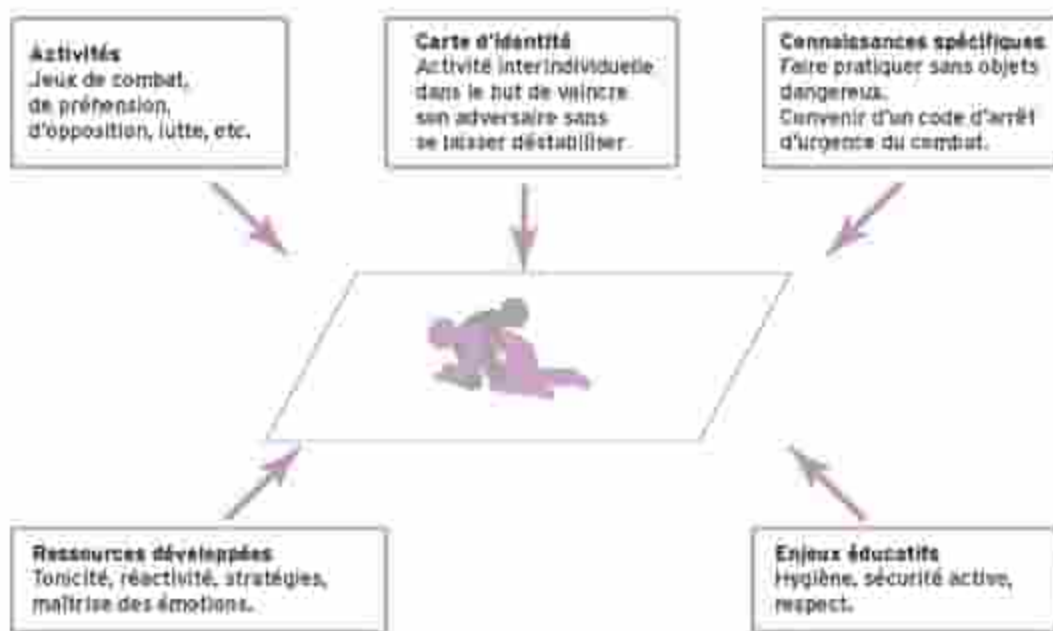 Activités
Jeux de combat,
de préhension,
d'opposition, lutte, etc.
Carte d'identité
Activité interindividuelle
dans le but de vaincre
son adversaire sans
se laisser déstabiliser
Connaissances spécifiques
Faire pratiquer sans objets
dangereux.
Convenir d'un code d'arrêt
d'urgence du combat.
Ressources développées
Tonicité, réactivité, stratégies,
maîtrise des émotions.
Enjeux éducatifs
Hygiène, sécurité active,
respect.